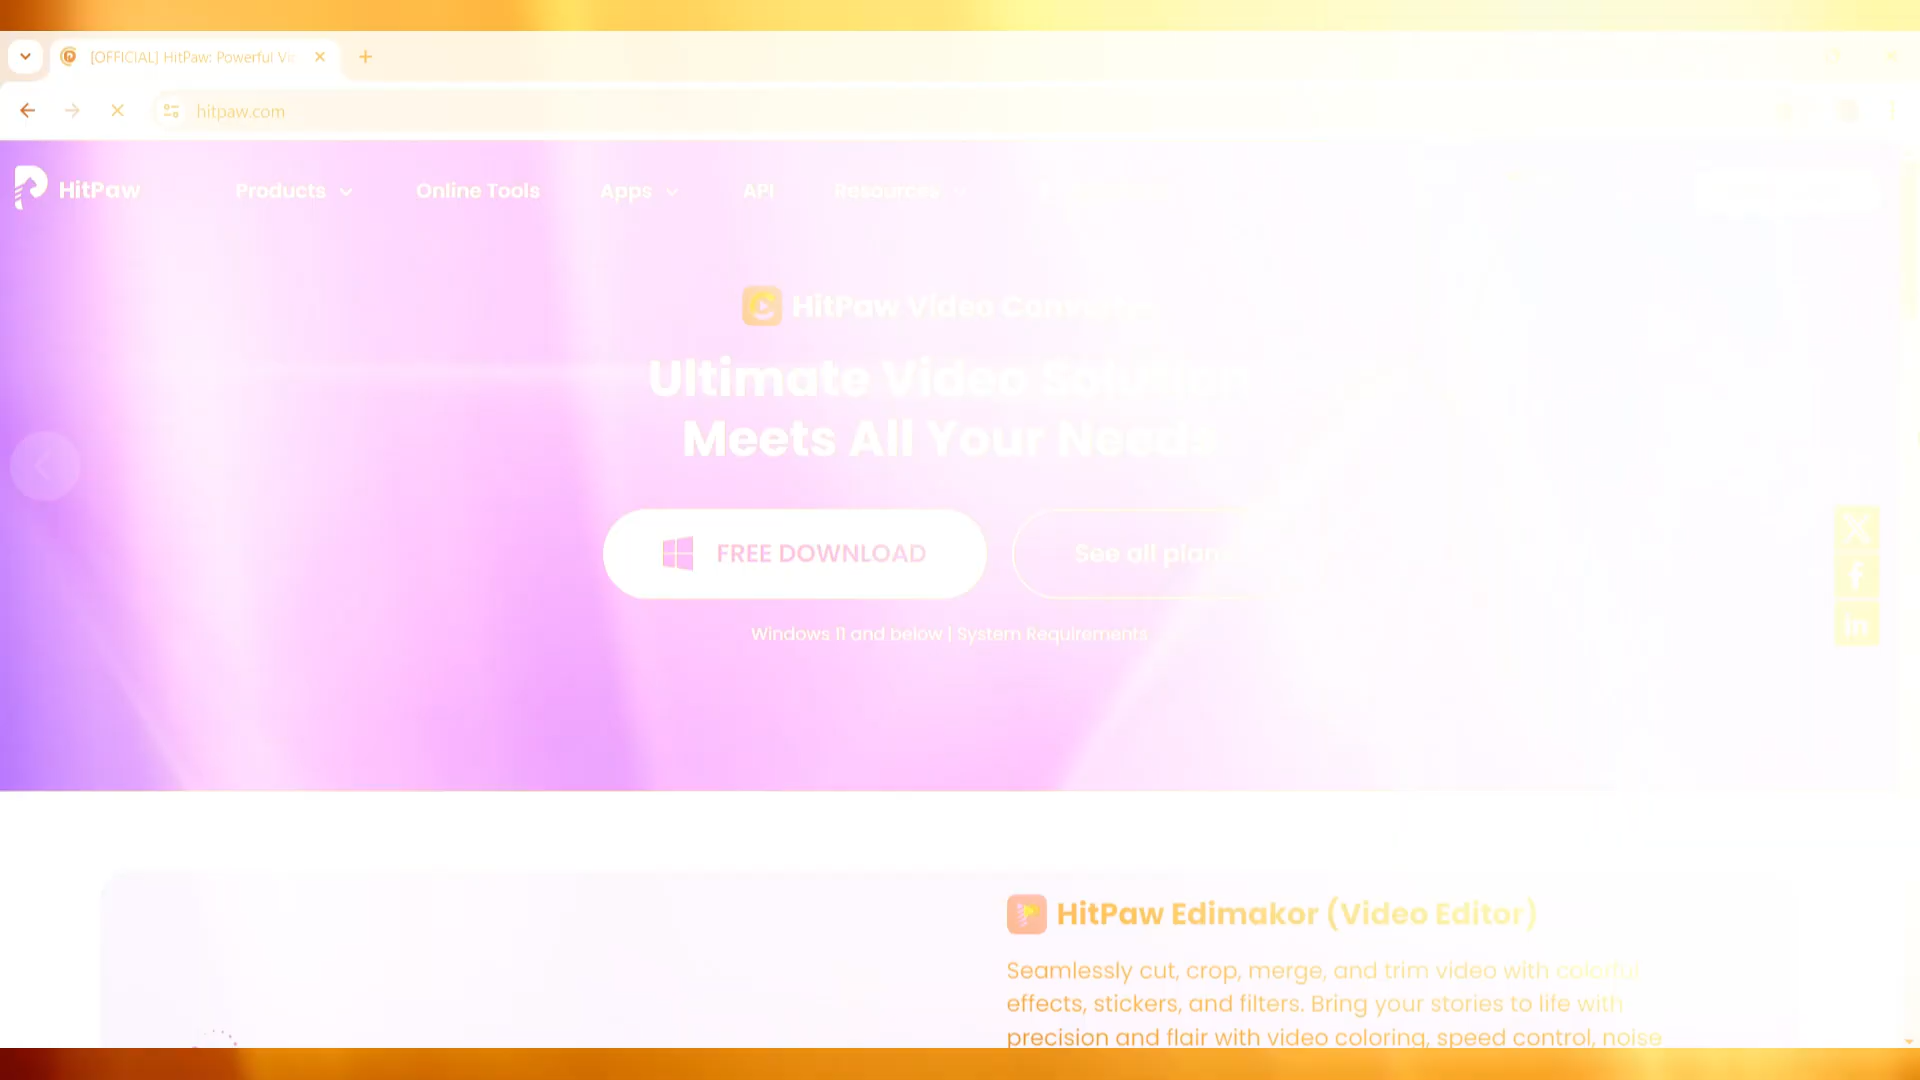 [OFFICIAL] HitPaw: Powerful Vi
hitpaw.com
HitPaw
Products
Online Tools
Apps
API
Resources
HitPaw Video Converter
Ultimate Video Solution
Meets All Your Needs
FREE DOWNLOAD
See all plans
Windows 11 and below | System Requirements
HitPaw Edimakor (Video Editor)
Seamlessly cut, crop, merge, and trim video with colorful
effects, stickers, and filters. Bring your stories to life with
precision and flair with video coloring, speed control, noise